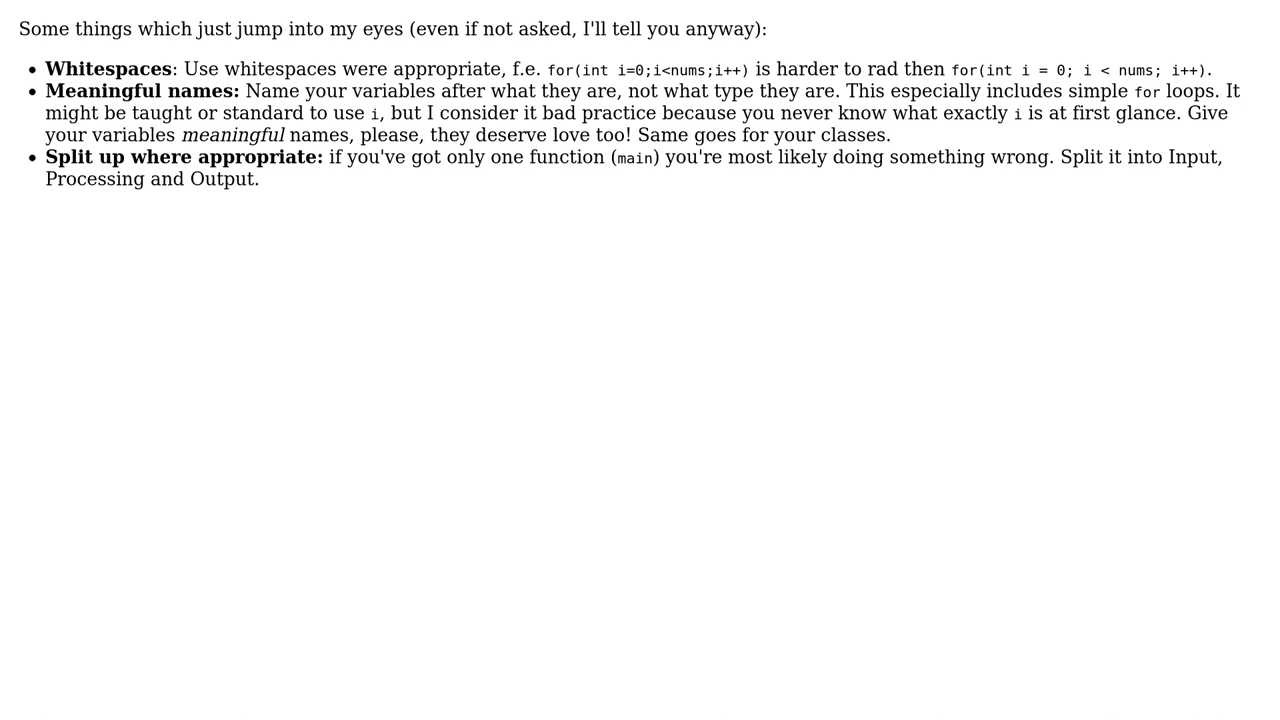 Some things which just jump into my eyes (even if not asked, I'll tell you anyway):
• Whitespaces: Use whitespaces were appropriate, f.e. for(int i=0;i<nums;i++) is harder to rad then for(int i = 0; i < nums; i++).
• Meaningful names: Name your variables after what they are, not what type they are. This especially includes simple for loops. It
might be taught or standard to use i, but I consider it bad practice because you never know what exactly i is at first glance. Give
your variables meaningful names, please, they deserve love too! Same goes for your classes.
• Split up where appropriate: if you've got only one function (main) you're most likely doing something wrong. Split it into Input,
Processing and Output.